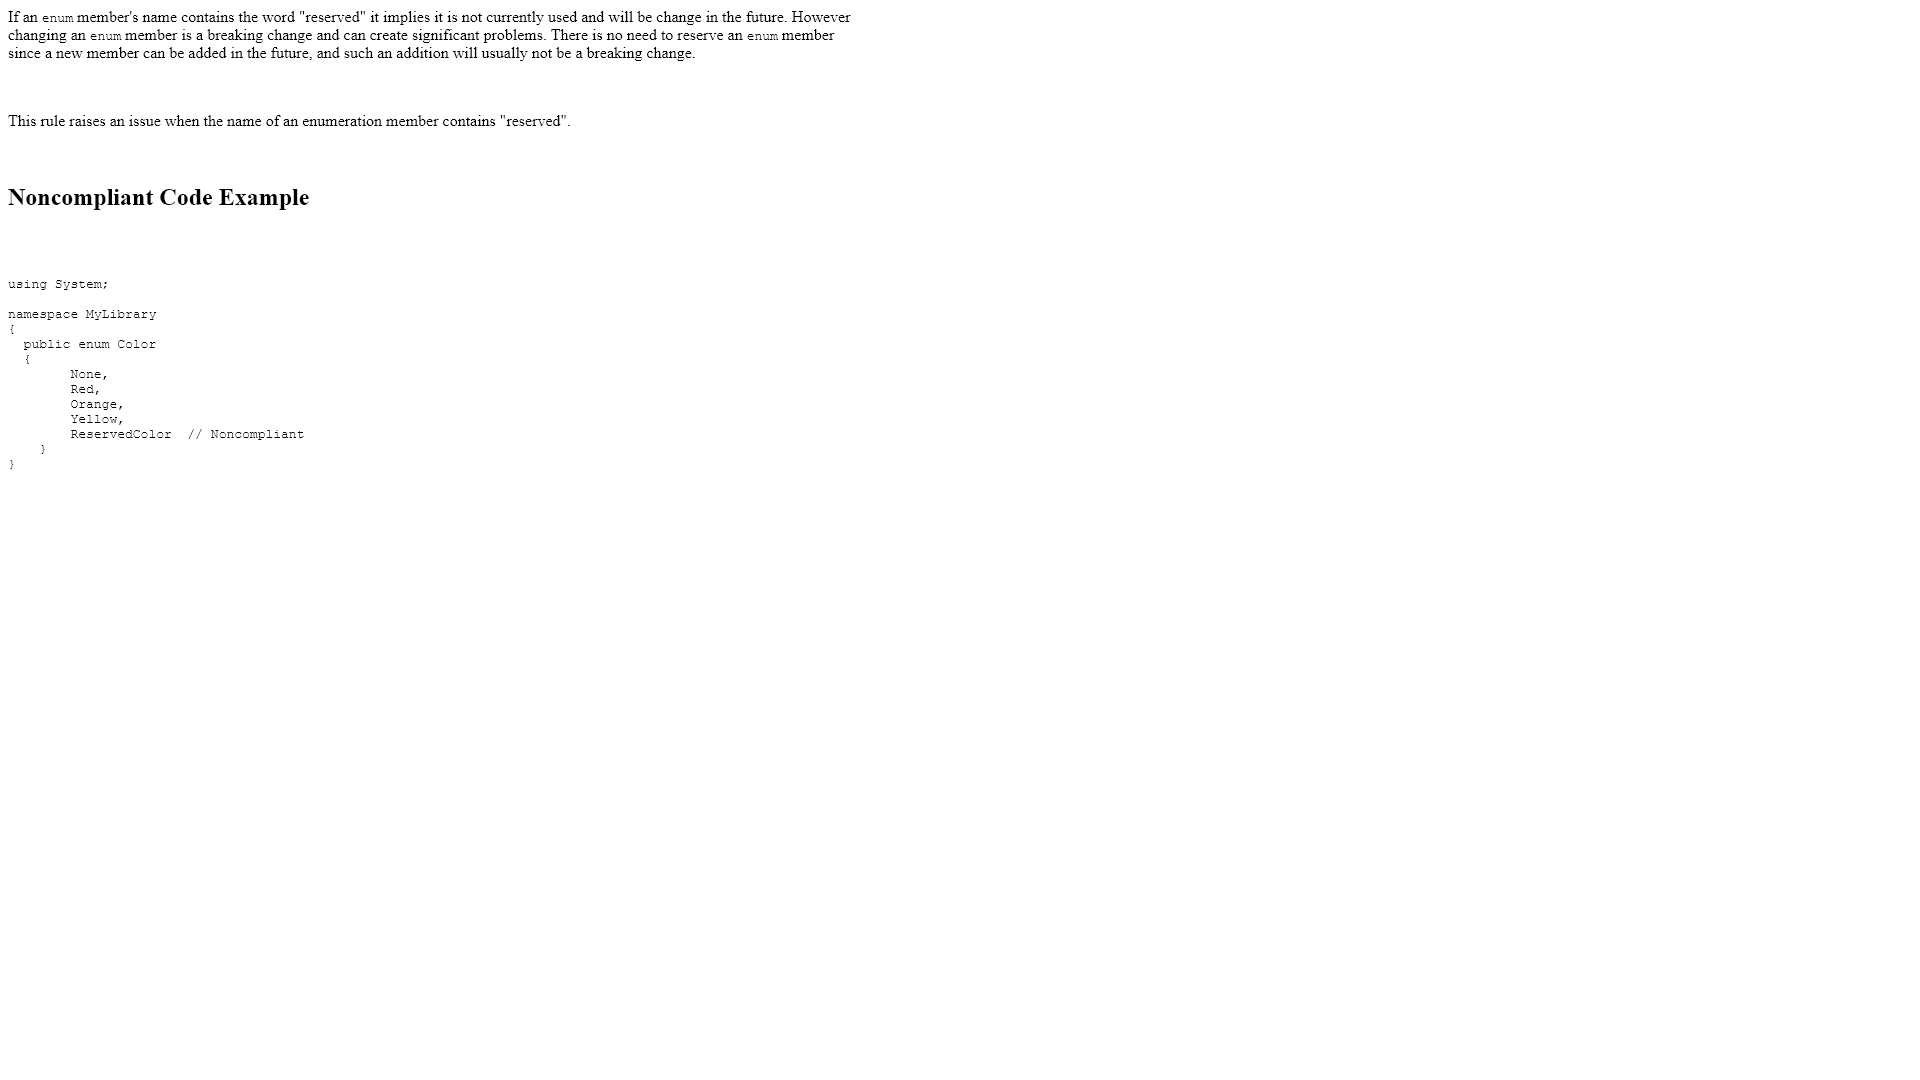 If an enum member's name contains the word "reserved" it implies it is not currently used and will be change in the future. However
changing an enum member is a breaking change and can create significant problems. There is no need to reserve an enum member
since a new member can be added in the future, and such an addition will usually not be a breaking change.
This rule raises an issue when the name of an enumeration member contains "reserved".
Noncompliant Code Example
using System;
namespace MyLibrary
{
  public enum Color
  {
        None,
        Red,
        Orange,
        Yellow,
        ReservedColor  // Noncompliant
    }
}